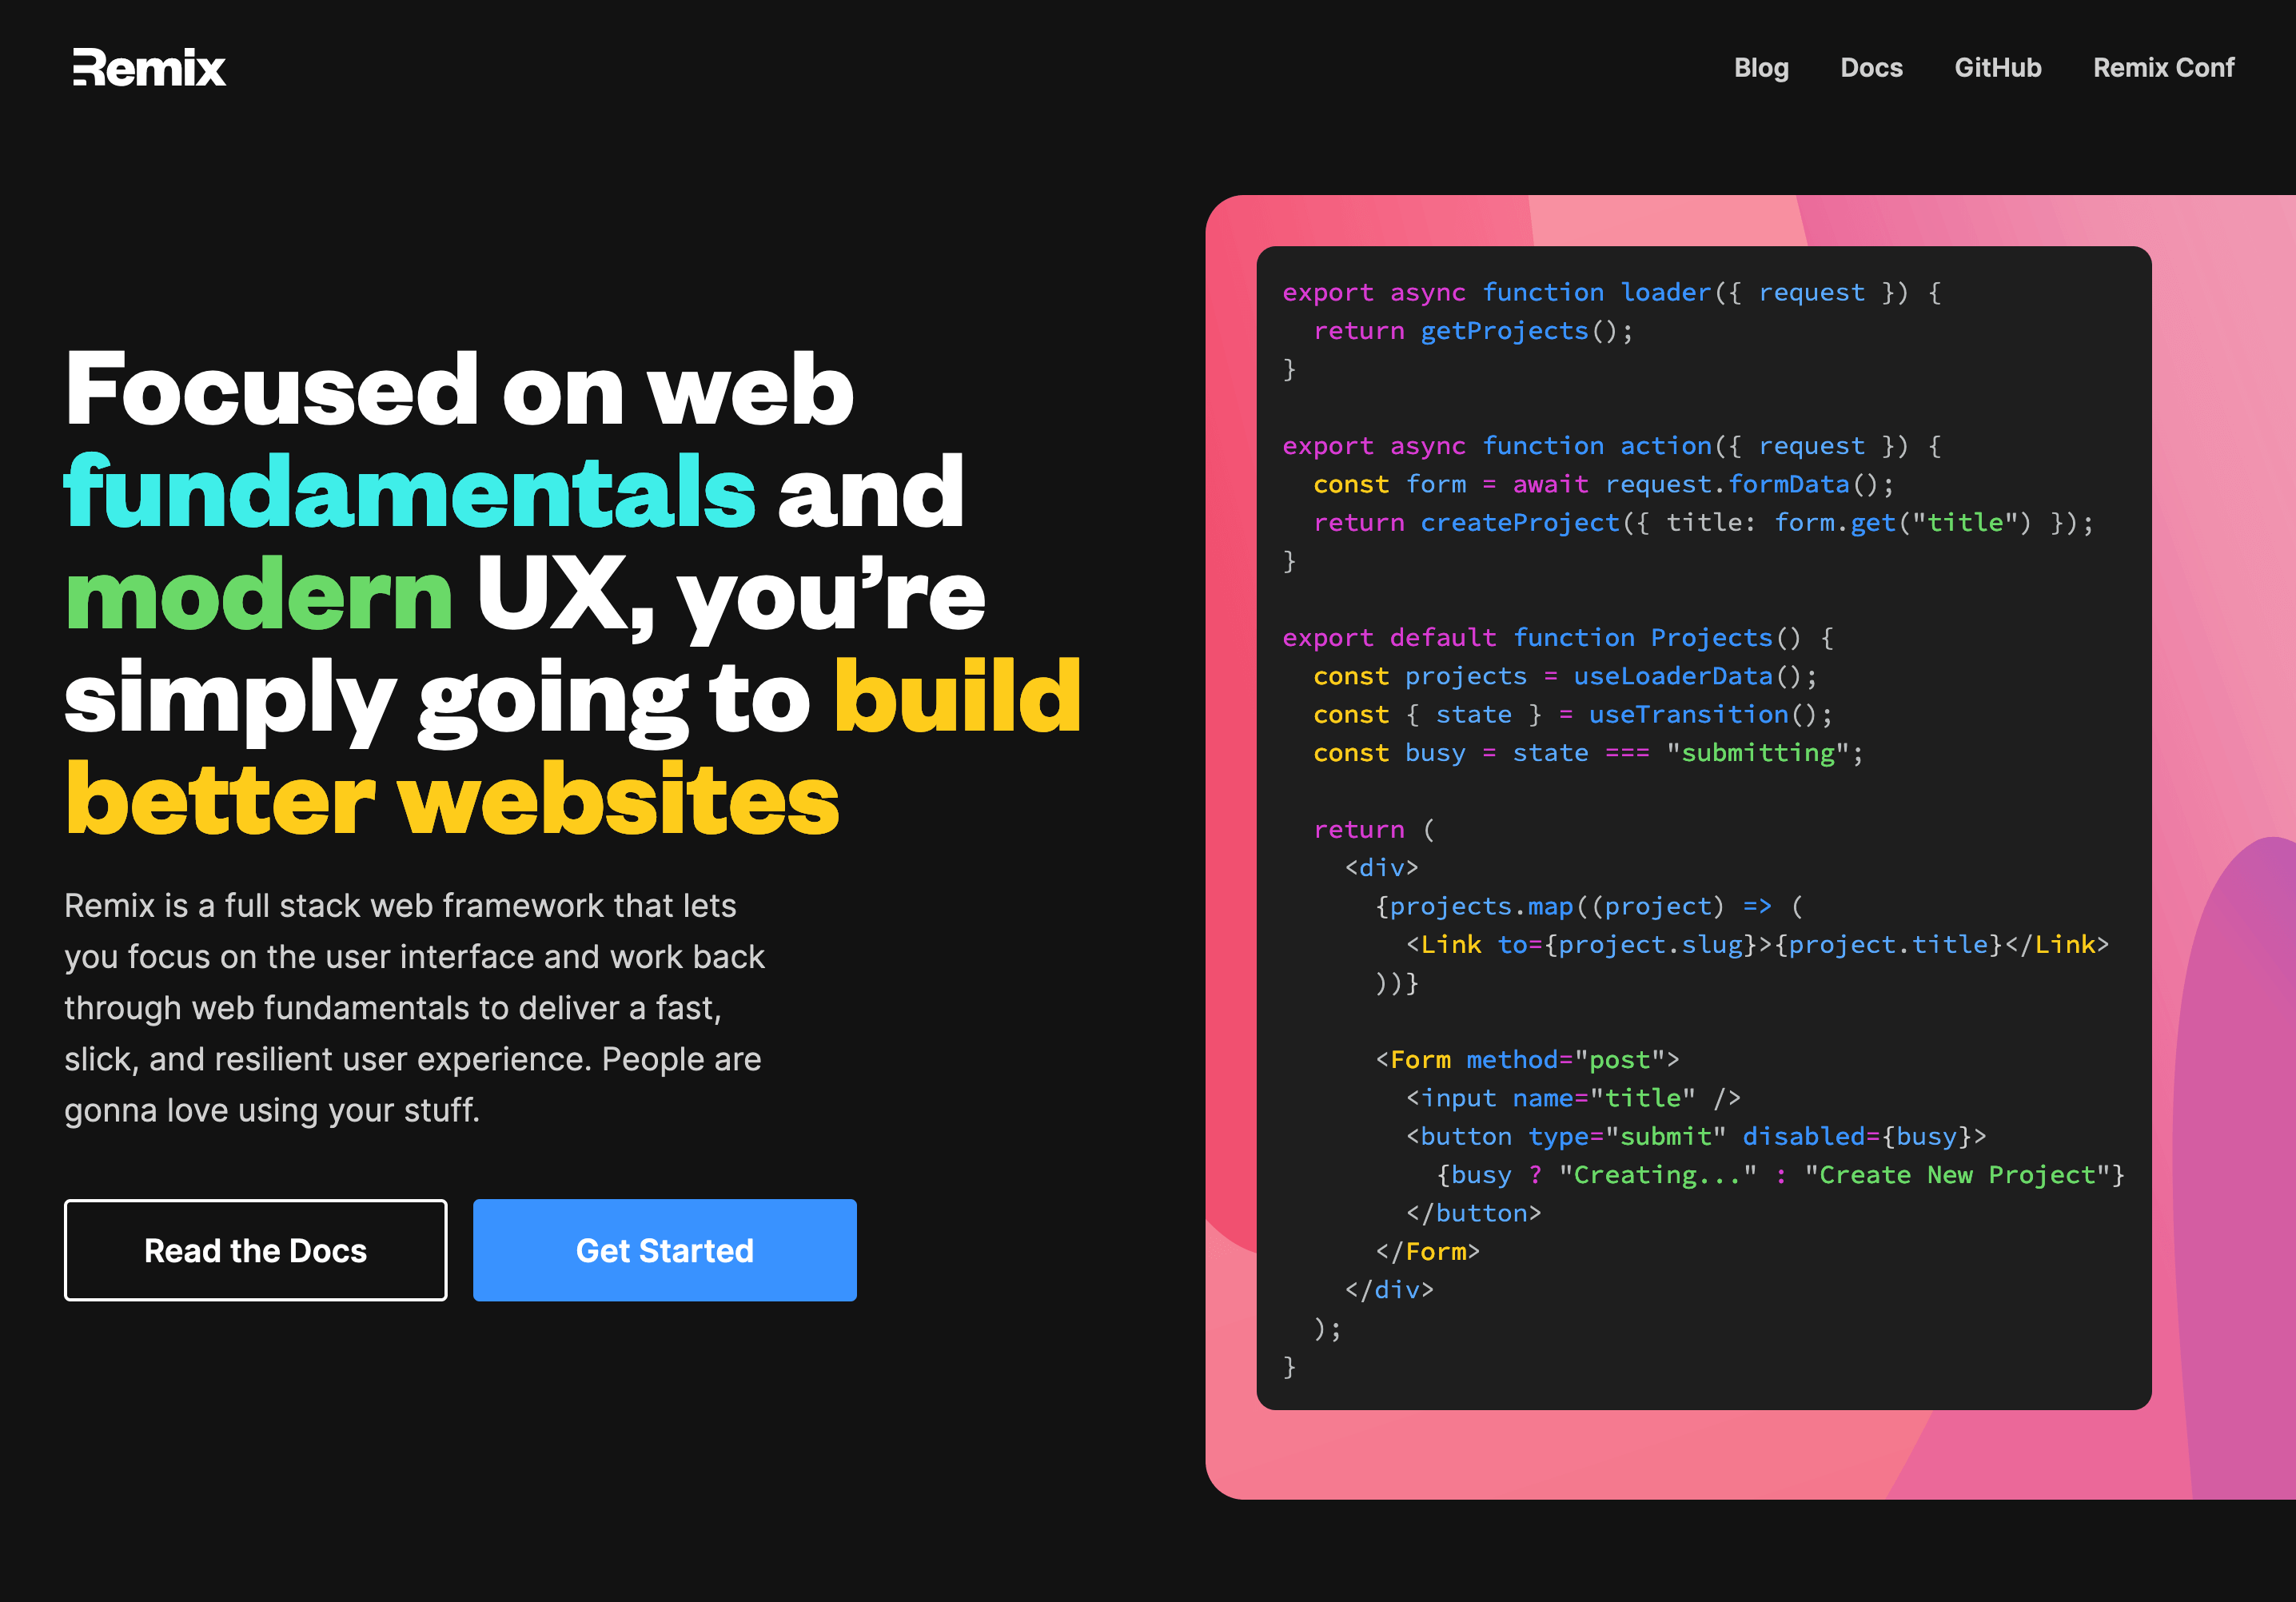 Remix
Blog Docs GitHub Remix Conf
Focused on web
fundamentals and
modern UX, you’re
simply going to build
better websites
Remix is a full stack web framework that lets
you focus on the user interface and work back
through web fundamentals to deliver a fast,
slick, and resilient user experience. People are
gonna love using your stuff.
Read the Docs
Get Started
export async function loader({ request }) {
  return getProjects();
}

export async function action({ request }) {
  const form = await request.formData();
  return createProject({ title: form.get("title") });
}

export default function Projects() {
  const projects = useLoaderData();
  const { state } = useTransition();
  const busy = state === "submitting";

  return (
    <div>
      {projects.map((project) => (
        <Link to={project.slug}>{project.title}</Link>
      ))}

      <Form method="post">
        <input name="title" />
        <button type="submit" disabled={busy}>
          {busy ? "Creating..." : "Create New Project"}
        </button>
      </Form>
    </div>
  );
}